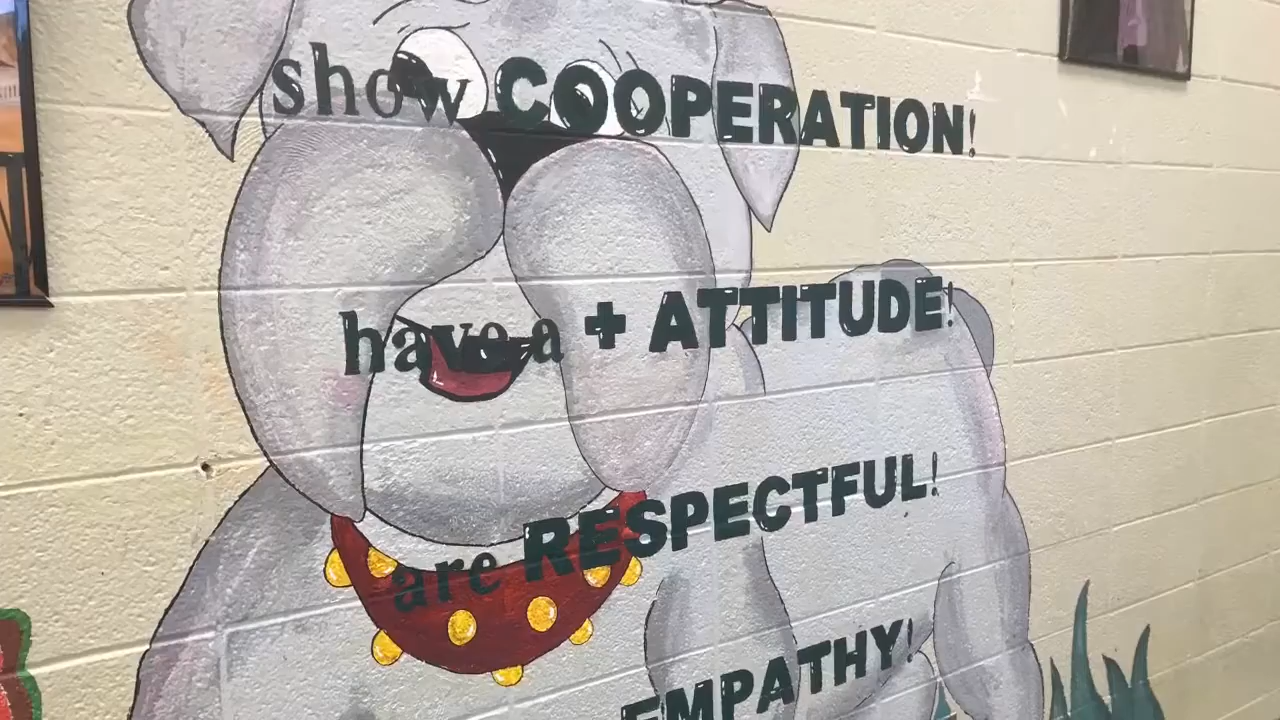 show COOPERATION!
have a + ATTITUDE!
are RESPECTFUL!
EMPATHY!